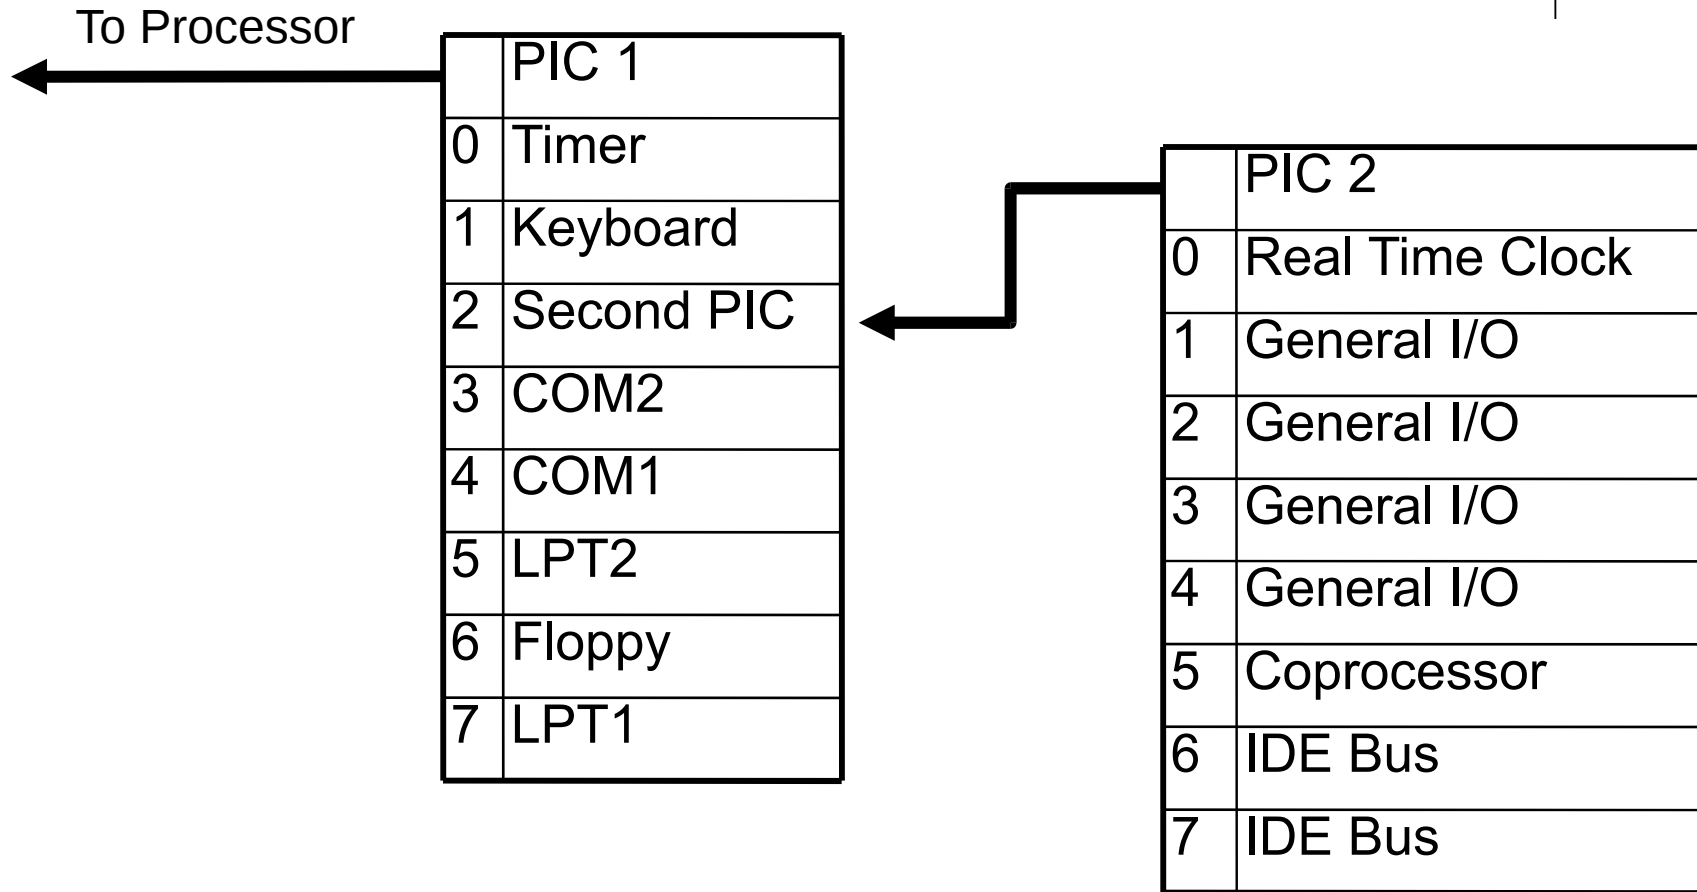 To Processor
PIC 1
0 Timer
1 Keyboard
2 Second PIC
3 COM2
4 COM1
5 LPT2
6 Floppy
7 LPT1
PIC 2
0 Real Time Clock
1 General I/O
2 General I/O
3 General I/O
4 General I/O
5 Coprocessor
6 IDE Bus
7 IDE Bus